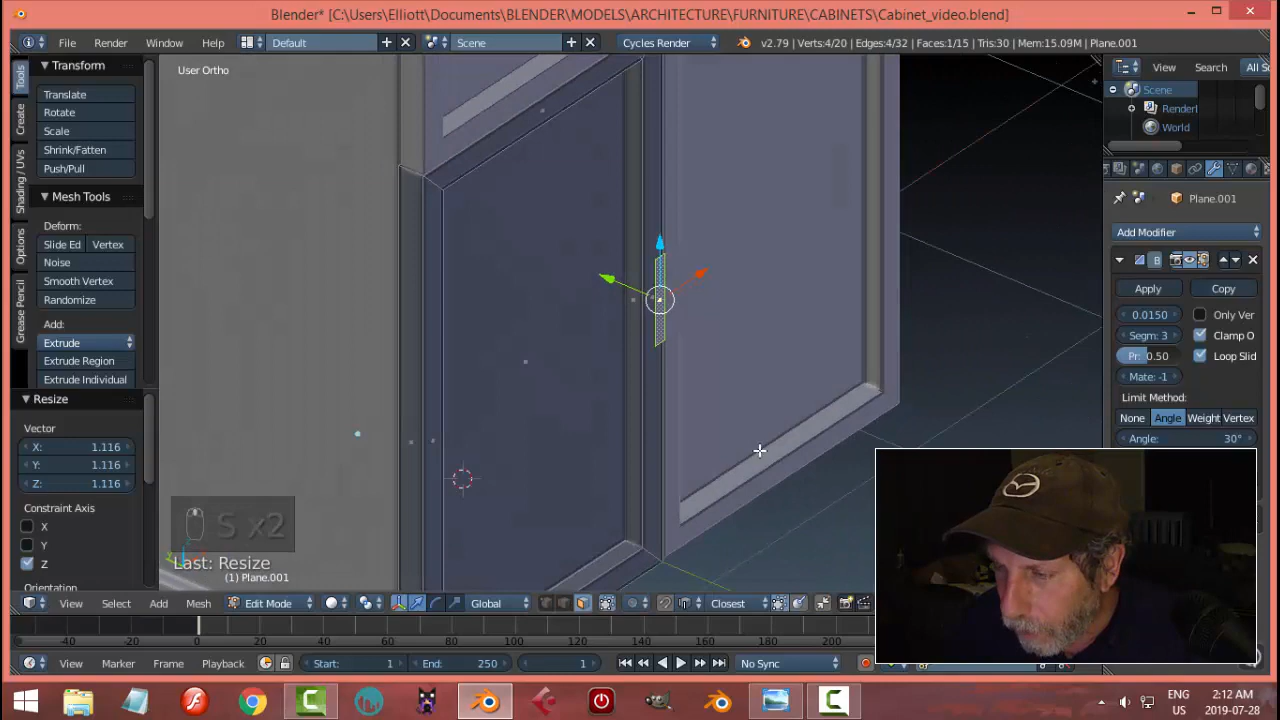 Blender* [C:\Users\Elliott\Documents\BLENDER\MODELS\ARCHITECTURE\FURNITURE\CABINETS\Cabinet_video.blend]
File Render Window Help Default Scene Cycles Render v2.79 | Verts:4/20 | Edges:4/32 | Faces:1/15 | Tris:30 | Mem:15.09M | Plane.001
Tools
Create
Shading / UVs
Options
Grease Pencil
Transform
Translate
Rotate
Scale
Shrink/Fatten
Push/Pull
Mesh Tools
Deform:
Slide Ed Vertex
Noise
Smooth Vertex
Randomize
Add:
Extrude
Extrude Region
Extrude Individual
Resize
Vector
X: 1.116
Y: 1.116
Z: 1.116
Constraint Axis
X
Y
Z
Orientation
User Ortho
S x2
Last: Resize
(1) Plane.001
View Search All S
Scene
RenderL
World
Plane.001
Add Modifier
B
Apply Copy
0.0150 Only Ver
Segm: 3 Clamp O
Pr: 0.50 Loop Slid
Mate: -1
Limit Method:
None Angle Weight Vertex
Angle: 30°
View Select Add Mesh Edit Mode Global Closest
-40 -20 0 20 40 60 80 100 120 140 160 180 200
View Marker Frame Playback Start: 1 End: 250 1 No Sync
ENG
US
2:12 AM
2019-07-28